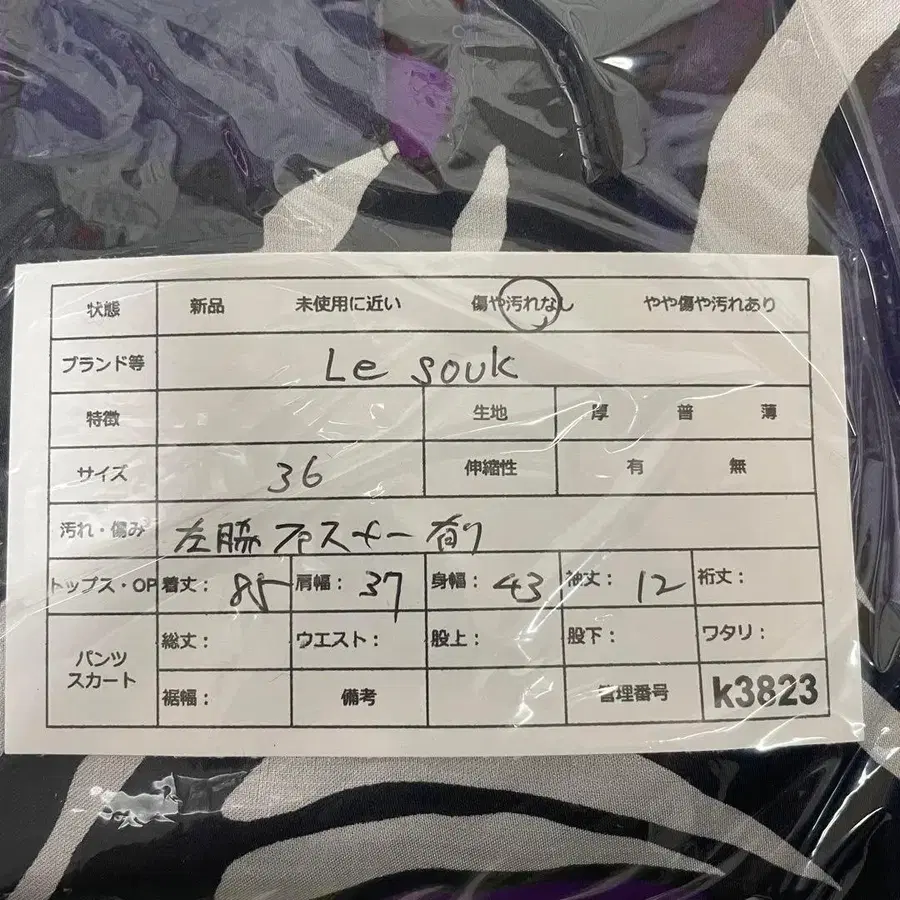 状態 新品 未使用に近い 傷や汚れなし やや傷や汚れあり
ブランド等 Le souk
特徴 生地 厚 普 薄
サイズ 36 伸縮性 有 無
汚れ・傷み 左脇ファスナー有り
トップス・OP 着丈: 85 肩幅: 37 身幅: 43 袖丈: 12 裄丈:
パンツ スカート 総丈: ウエスト: 股上: 股下: ワタリ:
裾幅: 備考 管理番号 k3823